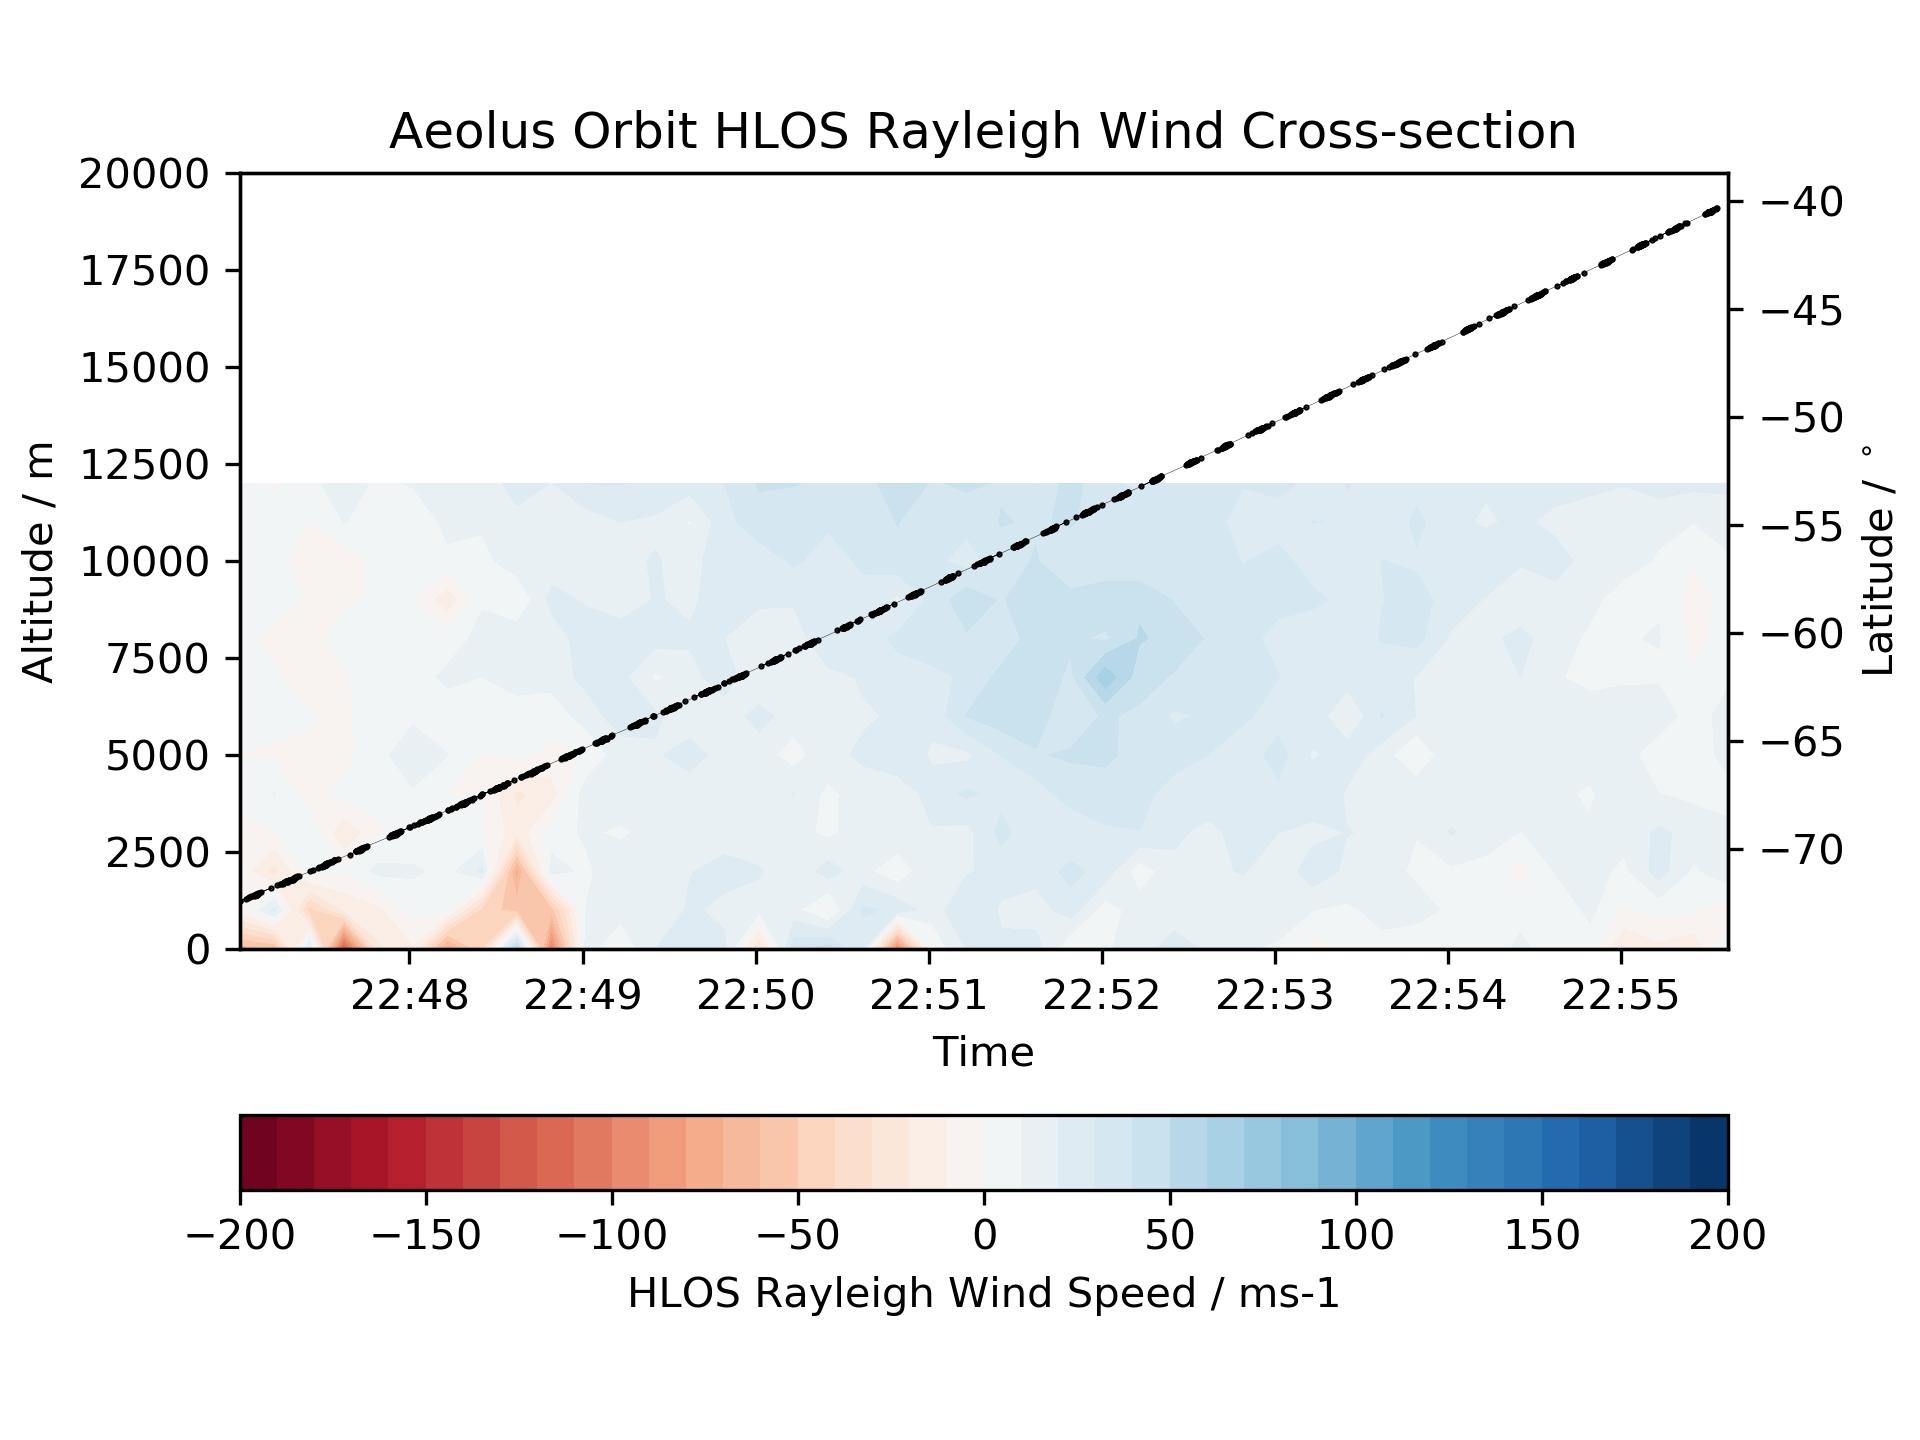 Aeolus Orbit HLOS Rayleigh Wind Cross-section
20000
17500
15000
12500
10000
7500
5000
2500
0
Altitude / m
−40
−45
−50
−55
−60
−65
−70
Latitude / °
22:48 22:49 22:50 22:51 22:52 22:53 22:54 22:55
Time
−200 −150 −100 −50 0 50 100 150 200
HLOS Rayleigh Wind Speed / ms-1